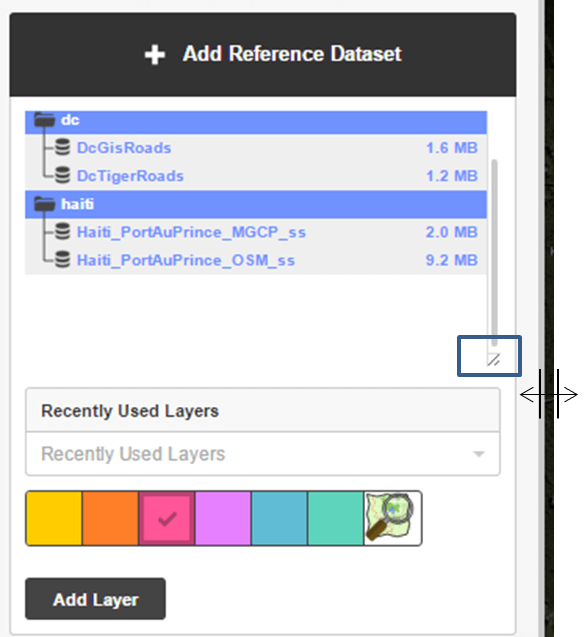 Add Reference Dataset
dc
DcGisRoads 1.6 MB
DcTigerRoads 1.2 MB
haiti
Haiti_PortAuPrince_MGCP_ss 2.0 MB
Haiti_PortAuPrince_OSM_ss 9.2 MB
Recently Used Layers
Recently Used Layers
Add Layer